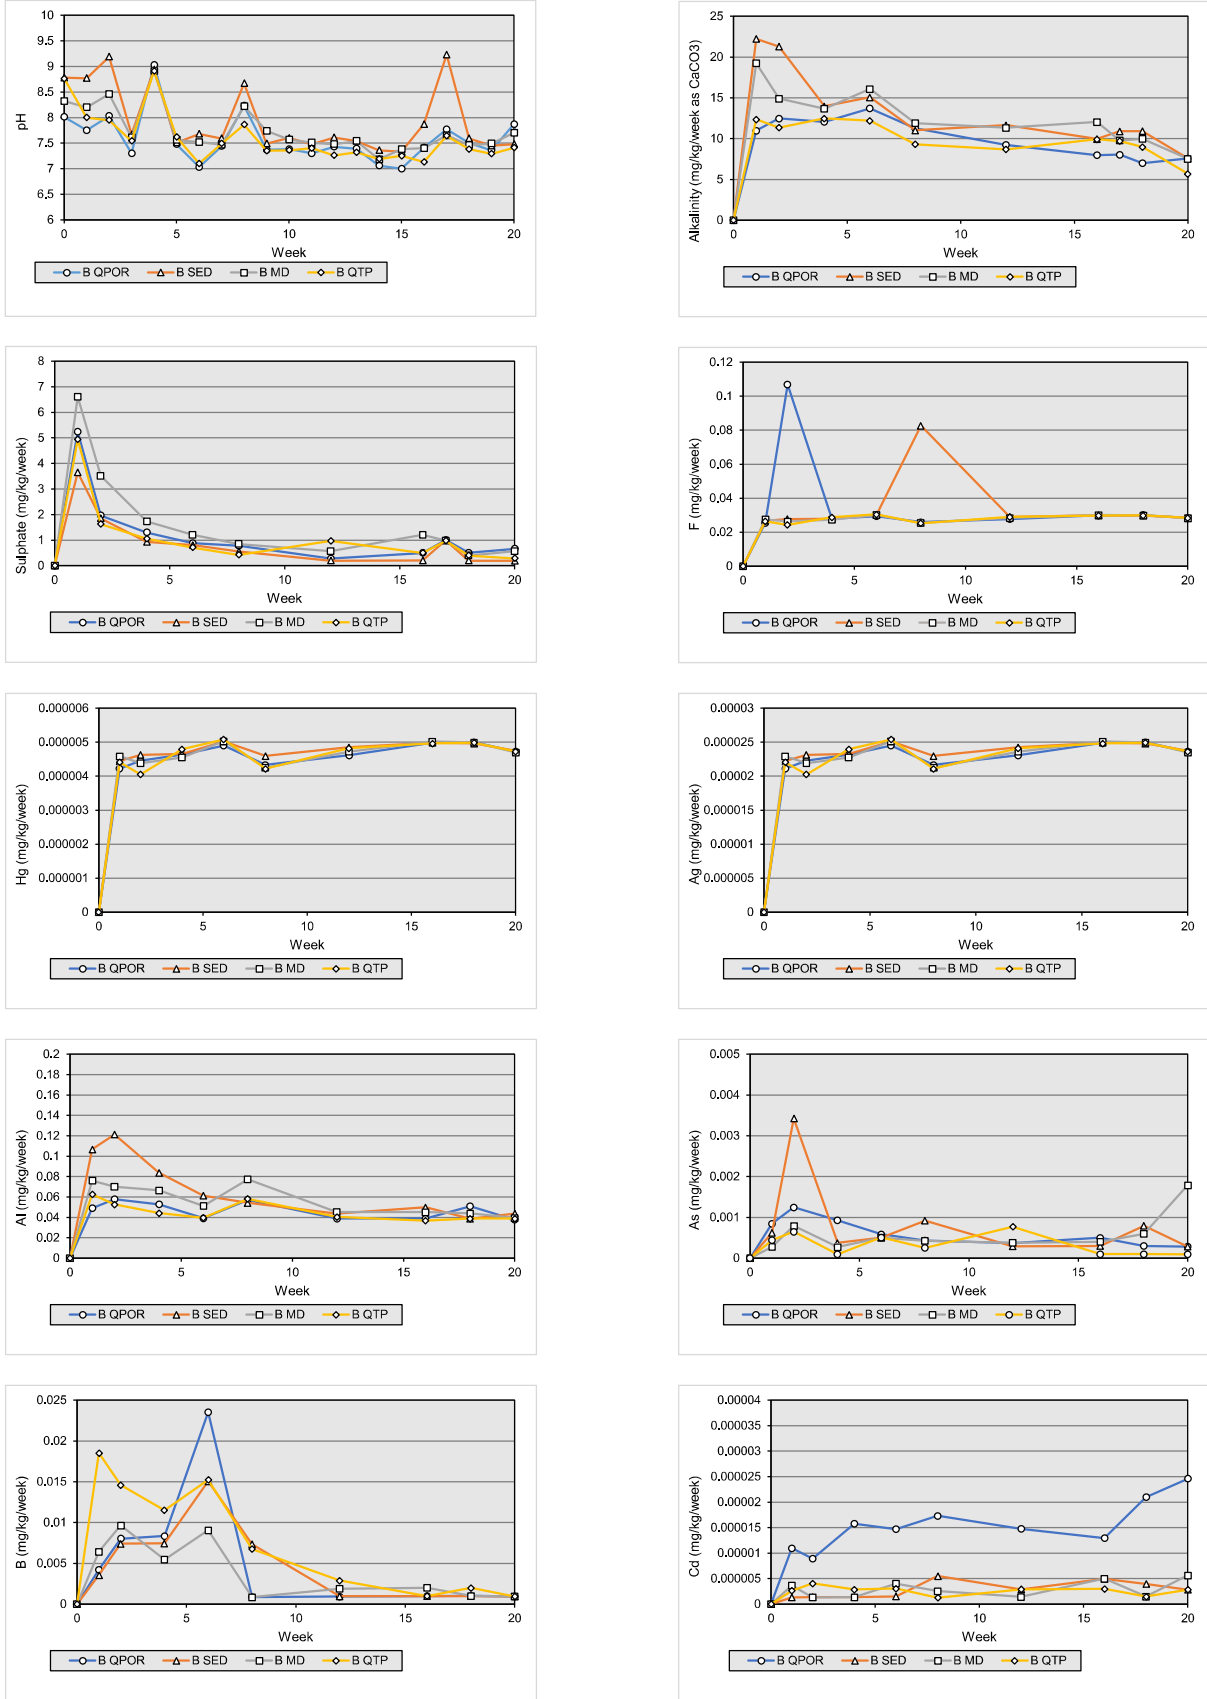 pH
10
9.5
9
8.5
8
7.5
7
6.5
6
0 5 10 15 20
Week
B QPOR B SED B MD B QTP
Alkalinity (mg/kg/week as CaCO3)
25
20
15
10
5
0
0 5 10 15 20
Week
B QPOR B SED B MD B QTP
Sulphate (mg/kg/week)
8
7
6
5
4
3
2
1
0
0 5 10 15 20
Week
B QPOR B SED B MD B QTP
F (mg/kg/week)
0.12
0.1
0.08
0.06
0.04
0.02
0
0 5 10 15 20
Week
B QPOR B SED B MD B QTP
Hg (mg/kg/week)
0.000006
0.000005
0.000004
0.000003
0.000002
0.000001
0
0 5 10 15 20
Week
B QPOR B SED B MD B QTP
Ag (mg/kg/week)
0.00003
0.000025
0.00002
0.000015
0.00001
0.000005
0
0 5 10 15 20
Week
B QPOR B SED B MD B QTP
Al (mg/kg/week)
0.2
0.18
0.16
0.14
0.12
0.1
0.08
0.06
0.04
0.02
0
0 5 10 15 20
Week
B QPOR B SED B MD B QTP
As (mg/kg/week)
0.005
0.004
0.003
0.002
0.001
0
0 5 10 15 20
Week
B QPOR B SED B MD B QTP
B (mg/kg/week)
0.025
0.02
0.015
0.01
0.005
0
0 5 10 15 20
Week
B QPOR B SED B MD B QTP
Cd (mg/kg/week)
0.00004
0.000035
0.00003
0.000025
0.00002
0.000015
0.00001
0.000005
0
0 5 10 15 20
Week
B QPOR B SED B MD B QTP